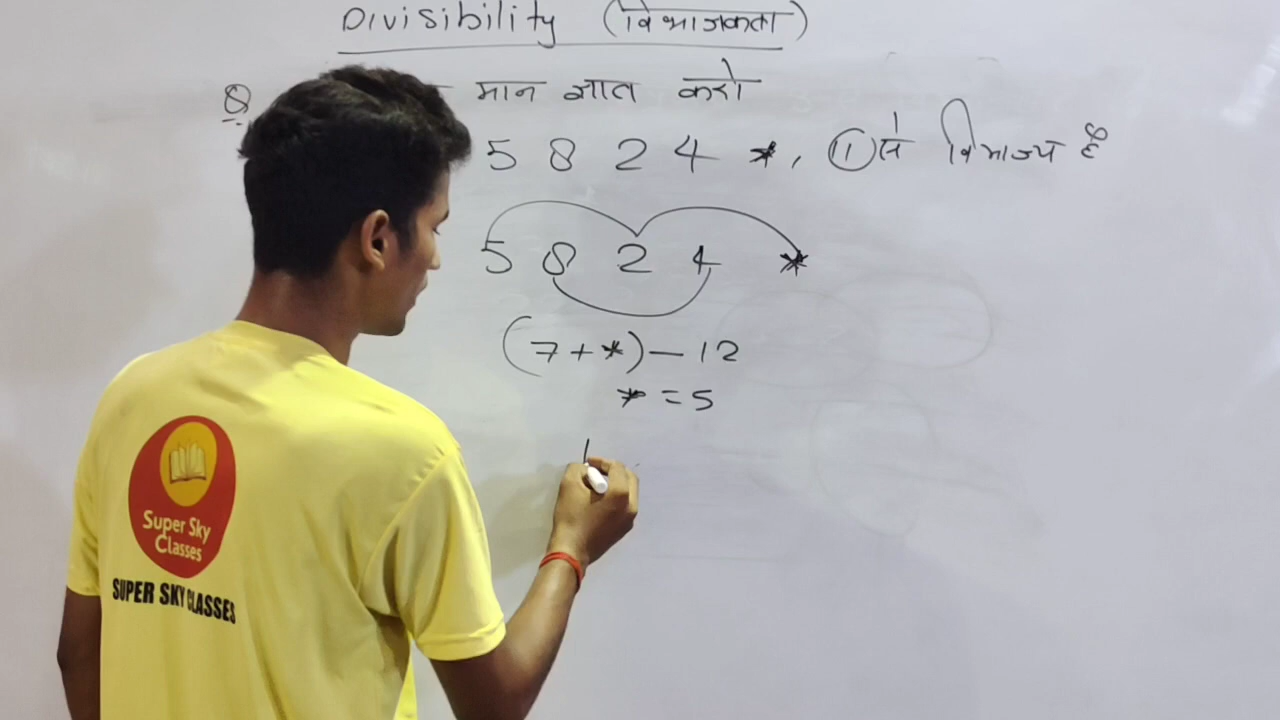 Divisibility (विभाजकता)
Q मान ज्ञात करो
5 8 2 4 *, 11 से विभाज्य है
5 8 2 4 *
(7 + *) - 12
* = 5
Super Sky
Classes
SUPER SKY CLASSES